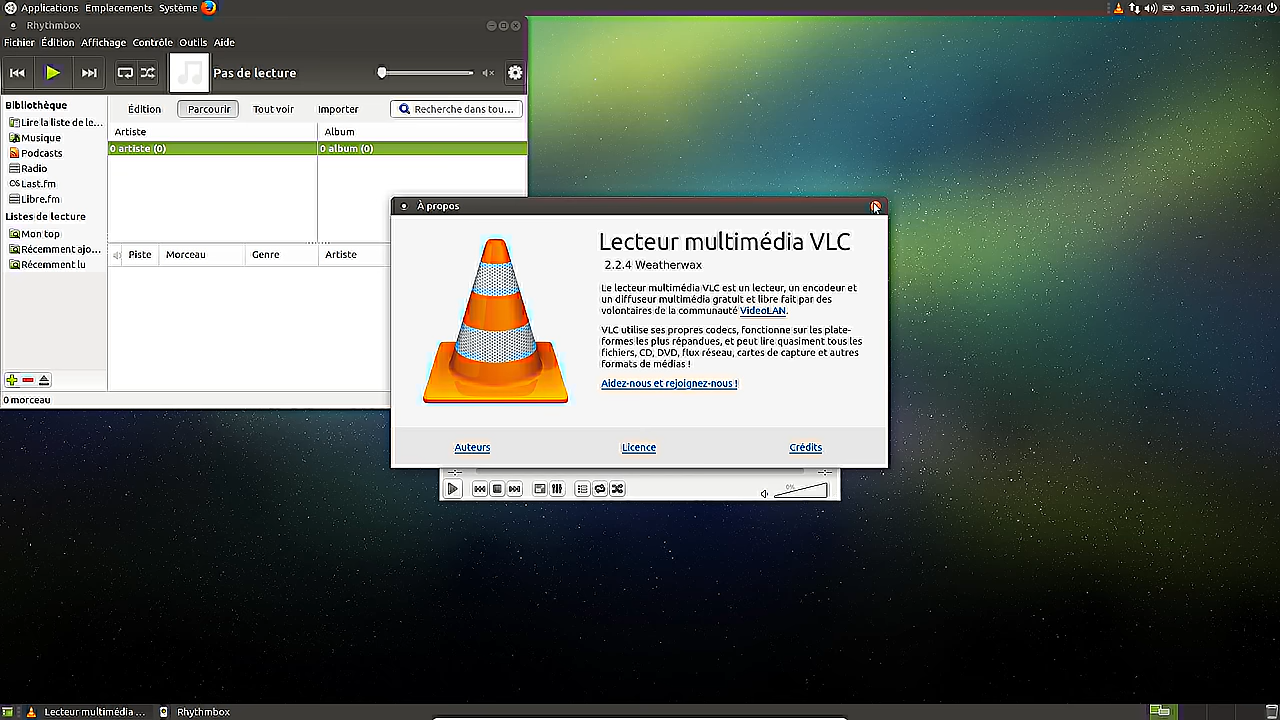 Applications Emplacements Système
sam. 30 juil., 22:44
Rhythmbox
Fichier Édition Affichage Contrôle Outils Aide
Pas de lecture
Bibliothèque
Lire la liste de le...
Musique
Podcasts
Radio
Last.fm
Libre.fm
Listes de lecture
Mon top
Récemment ajo...
Récemment lu
Édition Parcourir Tout voir Importer
Recherche dans tou...
Artiste Album
0 artiste (0) 0 album (0)
Piste Morceau Genre Artiste
0 morceau
À propos
Lecteur multimédia VLC
2.2.4 Weatherwax
Le lecteur multimédia VLC est un lecteur, un encodeur et
un diffuseur multimédia gratuit et libre fait par des
volontaires de la communauté VideoLAN.
VLC utilise ses propres codecs, fonctionne sur les plate-
formes les plus répandues, et peut lire quasiment tous les
fichiers, CD, DVD, flux réseau, cartes de capture et autres
formats de médias !
Aidez-nous et rejoignez-nous !
Auteurs Licence Crédits
0%
Lecteur multimédia ... Rhythmbox